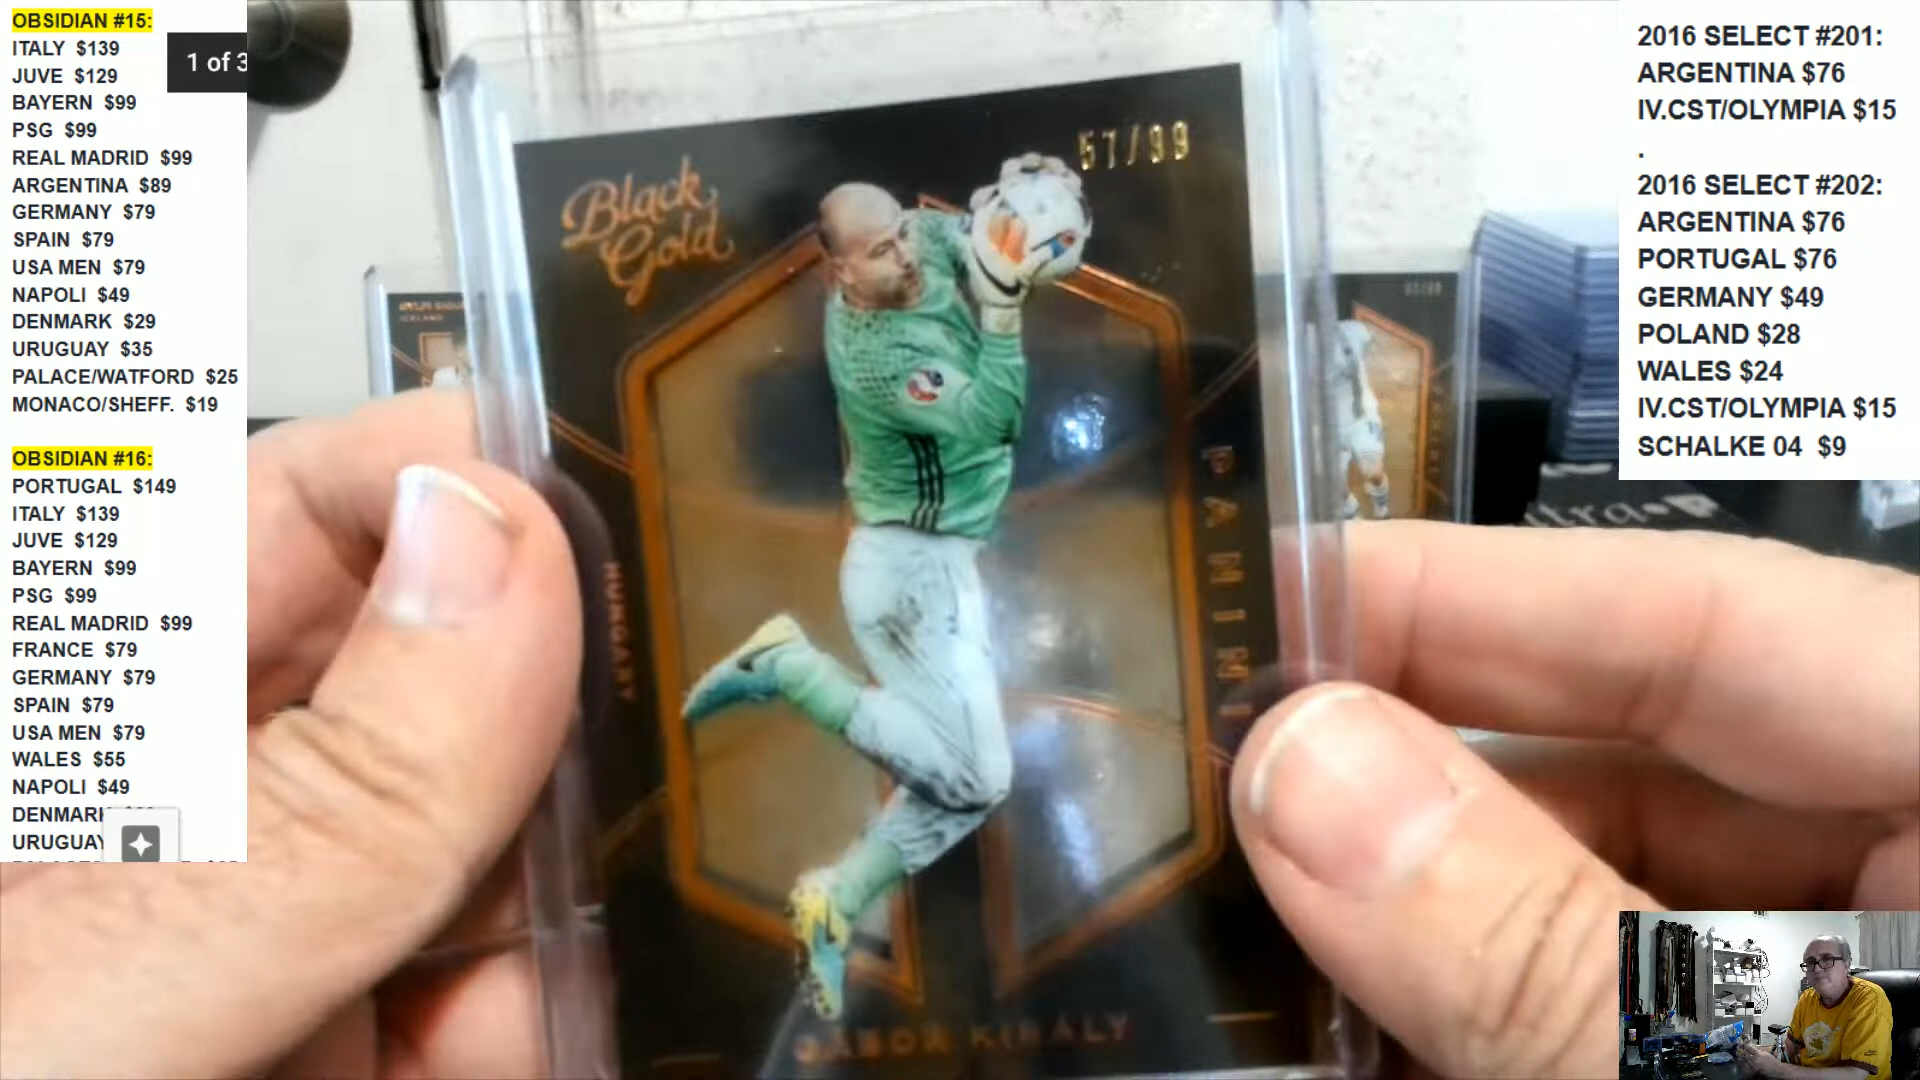 OBSIDIAN #15:
ITALY $139
JUVE $129
BAYERN $99
PSG $99
REAL MADRID $99
ARGENTINA $89
GERMANY $79
SPAIN $79
USA MEN $79
NAPOLI $49
DENMARK $29
URUGUAY $35
PALACE/WATFORD $25
MONACO/SHEFF. $19
OBSIDIAN #16:
PORTUGAL $149
ITALY $139
JUVE $129
BAYERN $99
PSG $99
REAL MADRID $99
FRANCE $79
GERMANY $79
SPAIN $79
USA MEN $79
WALES $55
NAPOLI $49
DENMARK
URUGUAY
1 of 3
57/99
Black
Gold
PANINI
HUNGARY
GABOR KIRALY
ICELAND
2016 SELECT #201:
ARGENTINA $76
IV.CST/OLYMPIA $15
.
2016 SELECT #202:
ARGENTINA $76
PORTUGAL $76
GERMANY $49
POLAND $28
WALES $24
IV.CST/OLYMPIA $15
SCHALKE 04 $9